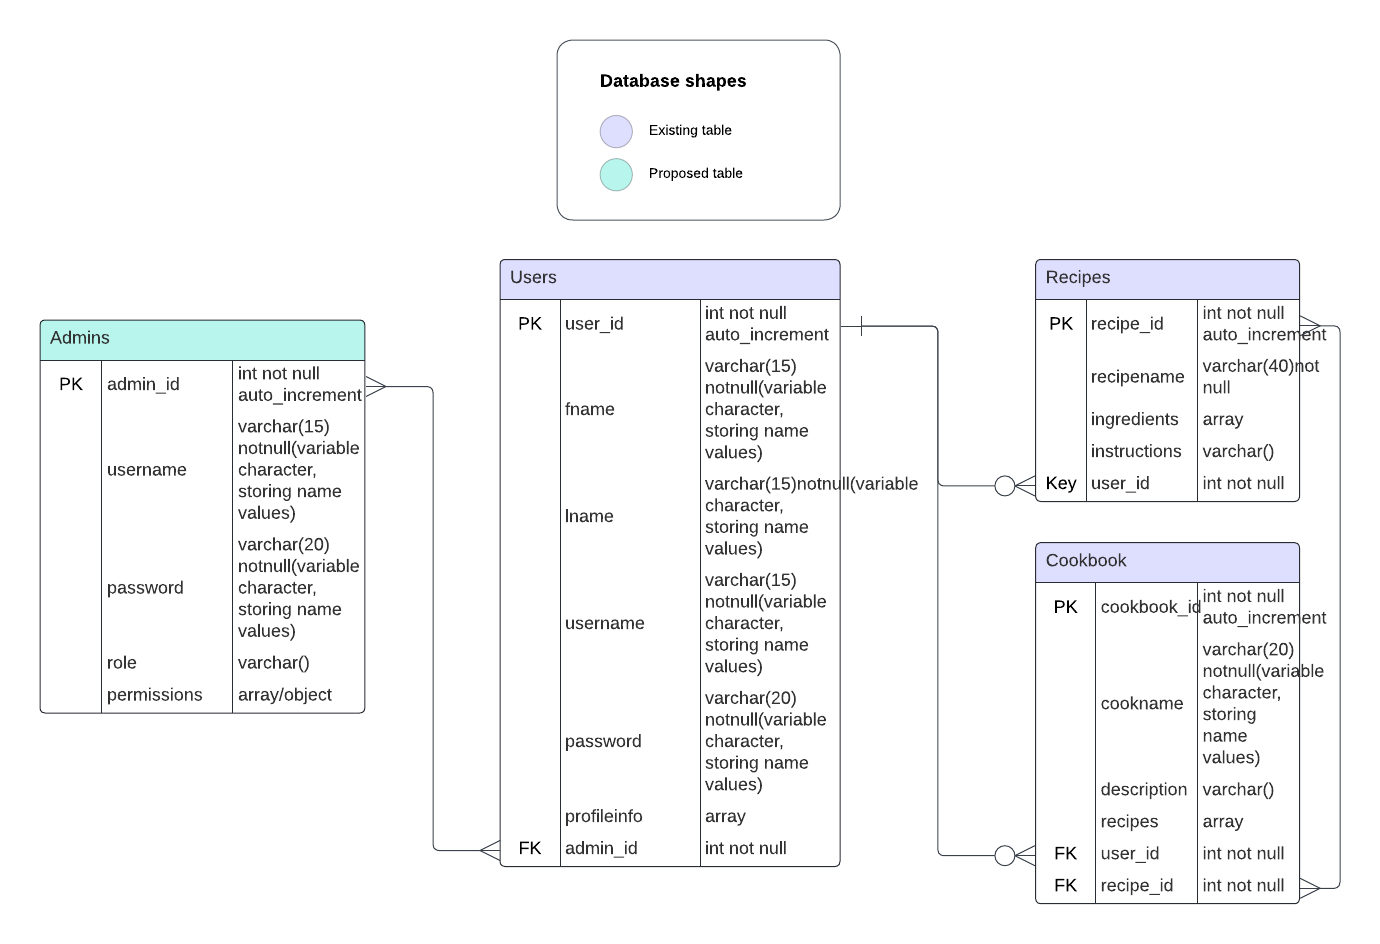 Database shapes
Existing table
Proposed table
Admins
PK admin_id int not null
auto_increment
username varchar(15)
notnull(variable
character,
storing name
values)
password varchar(20)
notnull(variable
character,
storing name
values)
role varchar()
permissions array/object
Users
PK user_id int not null
auto_increment
fname varchar(15)
notnull(variable
character,
storing name
values)
lname varchar(15)notnull(variable
character,
storing name
values)
username varchar(15)
notnull(variable
character,
storing name
values)
password varchar(20)
notnull(variable
character,
storing name
values)
profileinfo array
FK admin_id int not null
Recipes
PK recipe_id int not null
auto_increment
recipename varchar(40)not
null
ingredients array
instructions varchar()
Key user_id int not null
Cookbook
PK cookbook_id int not null
auto_increment
cookname varchar(20)
notnull(variable
character,
storing
name
values)
description varchar()
recipes array
FK user_id int not null
FK recipe_id int not null